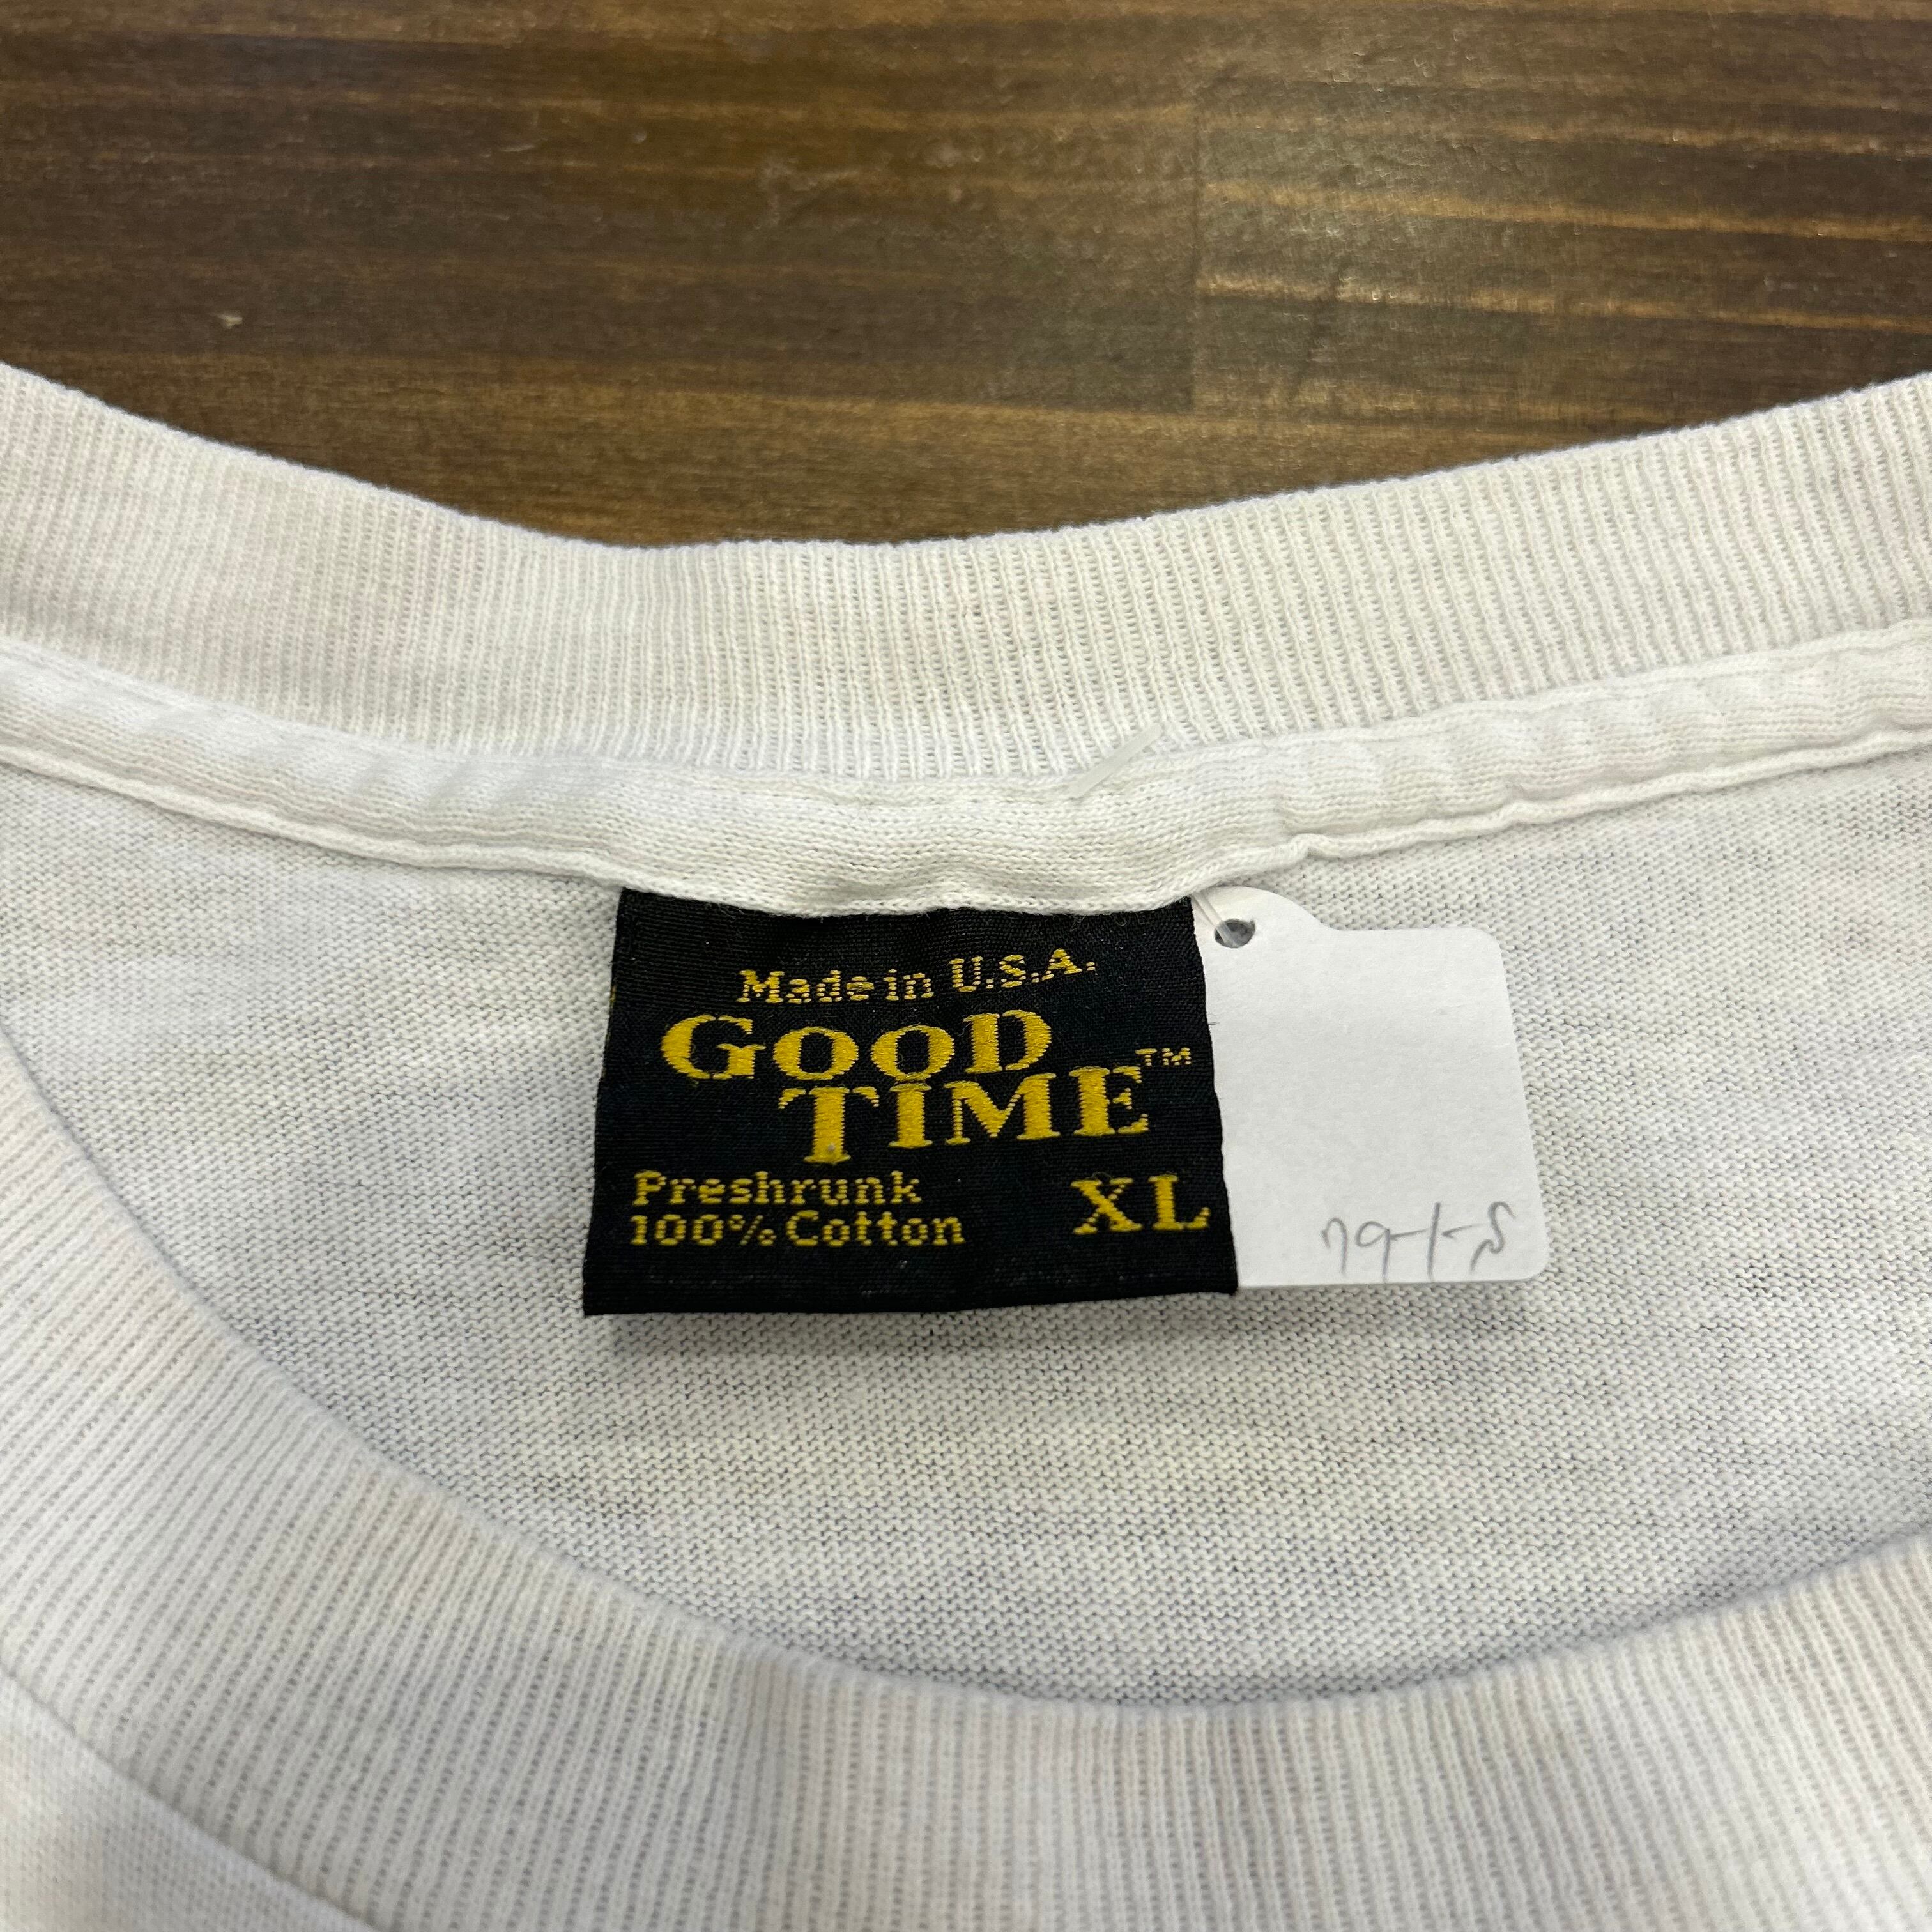 Made in U.S.A.
GOOD
TIME™
Preshrunk
100% Cotton
XL